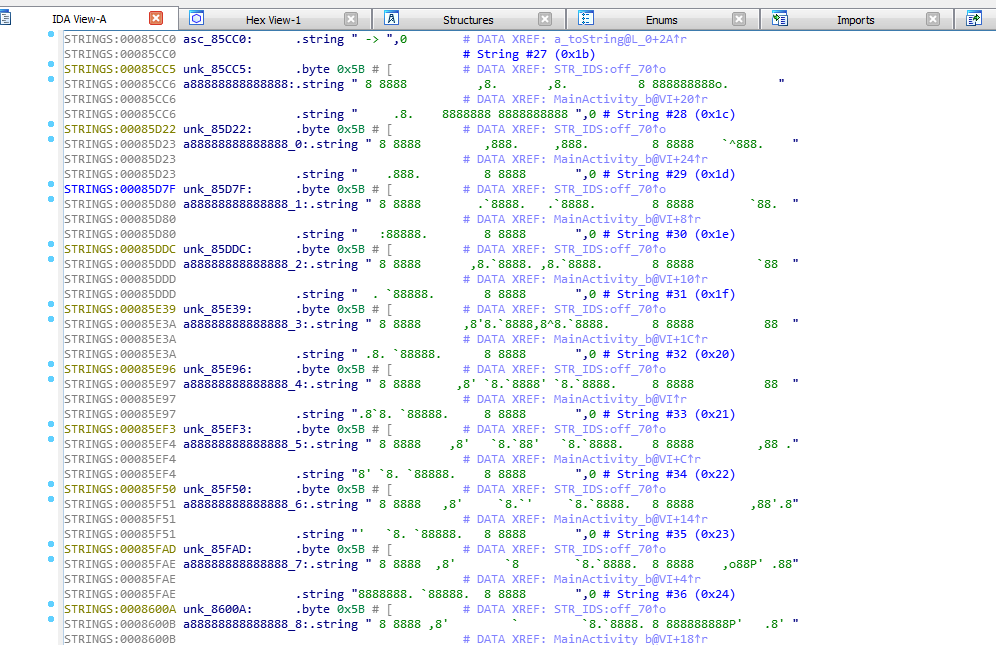 IDA View-A Hex View-1 Structures Enums Imports
STRINGS:00085CC0 asc_85CC0: .string " -> ",0 # DATA XREF: a_toString@L_0+2A↑r
STRINGS:00085CC0 # String #27 (0x1b)
STRINGS:00085CC5 unk_85CC5: .byte 0x5B # [ # DATA XREF: STR_IDS:off_70↑o
STRINGS:00085CC6 a88888888888888:.string " 8 8888         ,8.       ,8.          8 888888888o.       "
STRINGS:00085CC6 # DATA XREF: MainActivity_b@VI+20↑r
STRINGS:00085CC6 .string "     .8.    8888888 8888888888 ",0 # String #28 (0x1c)
STRINGS:00085D22 unk_85D22: .byte 0x5B # [ # DATA XREF: STR_IDS:off_70↑o
STRINGS:00085D23 a88888888888888_0:.string " 8 8888         ,888.     ,888.         8 8888    `^888.    "
STRINGS:00085D23 # DATA XREF: MainActivity_b@VI+24↑r
STRINGS:00085D23 .string "    .888.         8 8888       ",0 # String #29 (0x1d)
STRINGS:00085D7F unk_85D7F: .byte 0x5B # [ # DATA XREF: STR_IDS:off_70↑o
STRINGS:00085D80 a88888888888888_1:.string " 8 8888        .`8888.   .`8888.        8 8888        `88.  "
STRINGS:00085D80 # DATA XREF: MainActivity_b@VI+8↑r
STRINGS:00085D80 .string "   :88888.        8 8888       ",0 # String #30 (0x1e)
STRINGS:00085DDC unk_85DDC: .byte 0x5B # [ # DATA XREF: STR_IDS:off_70↑o
STRINGS:00085DDD a88888888888888_2:.string " 8 8888       ,8.`8888. ,8.`8888.       8 8888         `88  "
STRINGS:00085DDD # DATA XREF: MainActivity_b@VI+10↑r
STRINGS:00085DDD .string "  . `88888.       8 8888       ",0 # String #31 (0x1f)
STRINGS:00085E39 unk_85E39: .byte 0x5B # [ # DATA XREF: STR_IDS:off_70↑o
STRINGS:00085E3A a88888888888888_3:.string " 8 8888      ,8'8.`8888,8^8.`8888.      8 8888          88  "
STRINGS:00085E3A # DATA XREF: MainActivity_b@VI+1C↑r
STRINGS:00085E3A .string " .8. `88888.      8 8888       ",0 # String #32 (0x20)
STRINGS:00085E96 unk_85E96: .byte 0x5B # [ # DATA XREF: STR_IDS:off_70↑o
STRINGS:00085E97 a88888888888888_4:.string " 8 8888     ,8' `8.`8888' `8.`8888.     8 8888          88  "
STRINGS:00085E97 # DATA XREF: MainActivity_b@VI↑r
STRINGS:00085E97 .string ".8`8. `88888.     8 8888       ",0 # String #33 (0x21)
STRINGS:00085EF3 unk_85EF3: .byte 0x5B # [ # DATA XREF: STR_IDS:off_70↑o
STRINGS:00085EF4 a88888888888888_5:.string " 8 8888    ,8'   `8.`88'   `8.`8888.    8 8888         ,88 ."
STRINGS:00085EF4 # DATA XREF: MainActivity_b@VI+C↑r
STRINGS:00085EF4 .string "8' `8. `88888.    8 8888       ",0 # String #34 (0x22)
STRINGS:00085F50 unk_85F50: .byte 0x5B # [ # DATA XREF: STR_IDS:off_70↑o
STRINGS:00085F51 a88888888888888_6:.string " 8 8888   ,8'     `8.`'     `8.`8888.   8 8888        ,88'.8"
STRINGS:00085F51 # DATA XREF: MainActivity_b@VI+14↑r
STRINGS:00085F51 .string "'   `8. `88888.   8 8888       ",0 # String #35 (0x23)
STRINGS:00085FAD unk_85FAD: .byte 0x5B # [ # DATA XREF: STR_IDS:off_70↑o
STRINGS:00085FAE a88888888888888_7:.string " 8 8888  ,8'       `8        `8.`8888.  8 8888    ,o88P' .88"
STRINGS:00085FAE # DATA XREF: MainActivity_b@VI+4↑r
STRINGS:00085FAE .string "8888888. `88888.  8 8888       ",0 # String #36 (0x24)
STRINGS:0008600A unk_8600A: .byte 0x5B # [ # DATA XREF: STR_IDS:off_70↑o
STRINGS:0008600B a88888888888888_8:.string " 8 8888 ,8'         `         `8.`8888. 8 888888888P'   .8' "
STRINGS:0008600B # DATA XREF: MainActivity_b@VI+18↑r